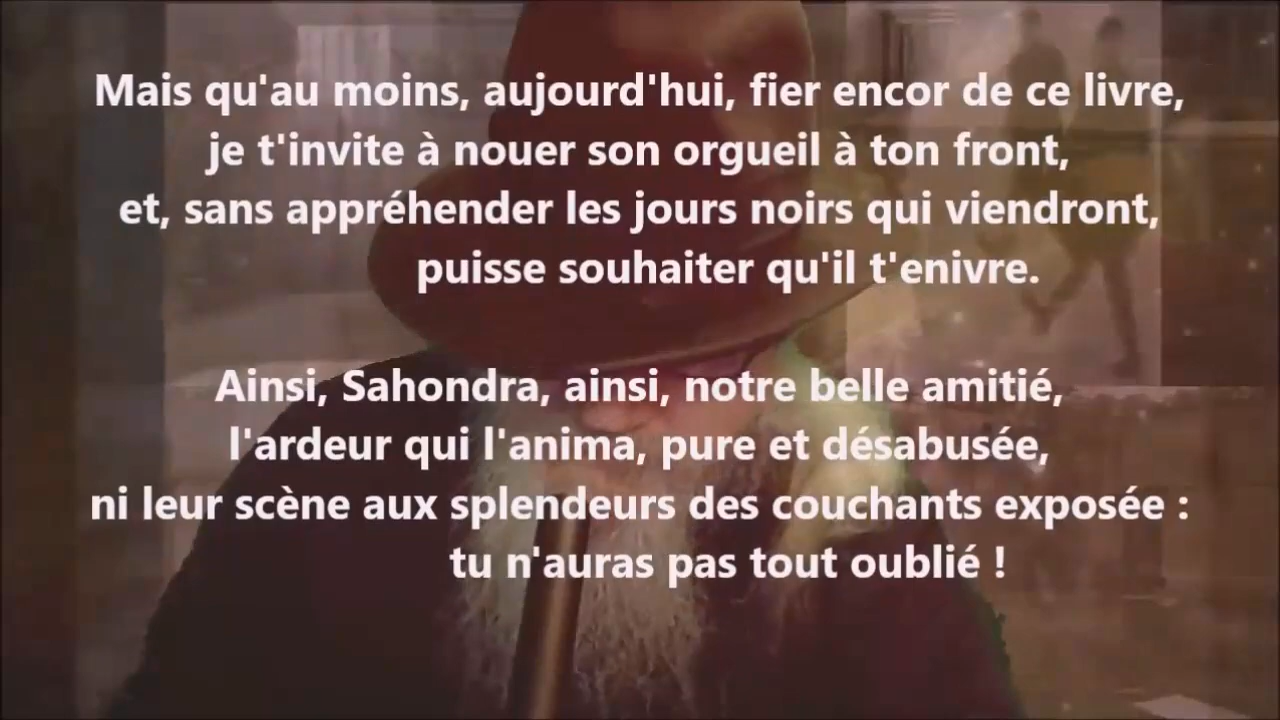 Mais qu'au moins, aujourd'hui, fier encor de ce livre,
je t'invite à nouer son orgueil à ton front,
et, sans appréhender les jours noirs qui viendront,
puisse souhaiter qu'il t'enivre.
Ainsi, Sahondra, ainsi, notre belle amitié,
l'ardeur qui l'anima, pure et désabusée,
ni leur scène aux splendeurs des couchants exposée :
tu n'auras pas tout oublié !